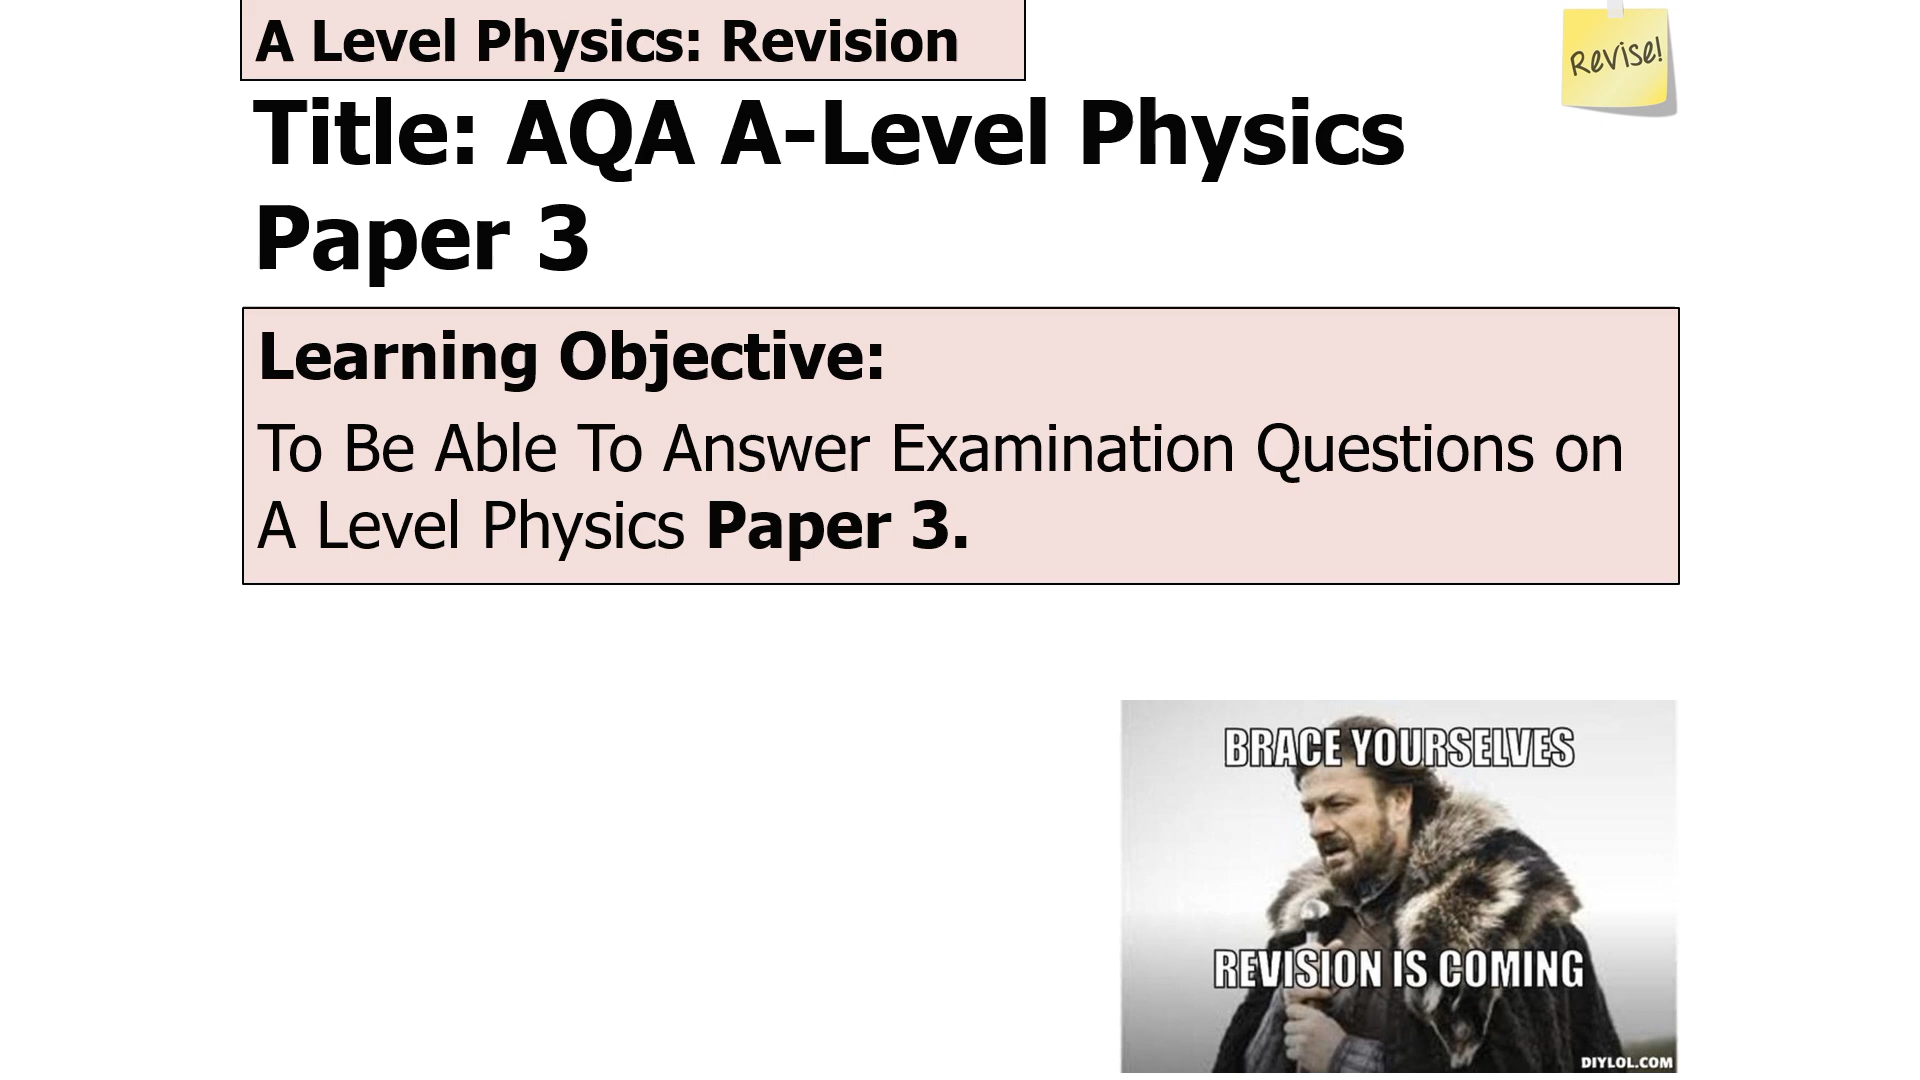 A Level Physics: Revision
Revise!
Title: AQA A-Level Physics
Paper 3
Learning Objective:
To Be Able To Answer Examination Questions on
A Level Physics Paper 3.
BRACE YOURSELVES
REVISION IS COMING
DIYLOL.COM